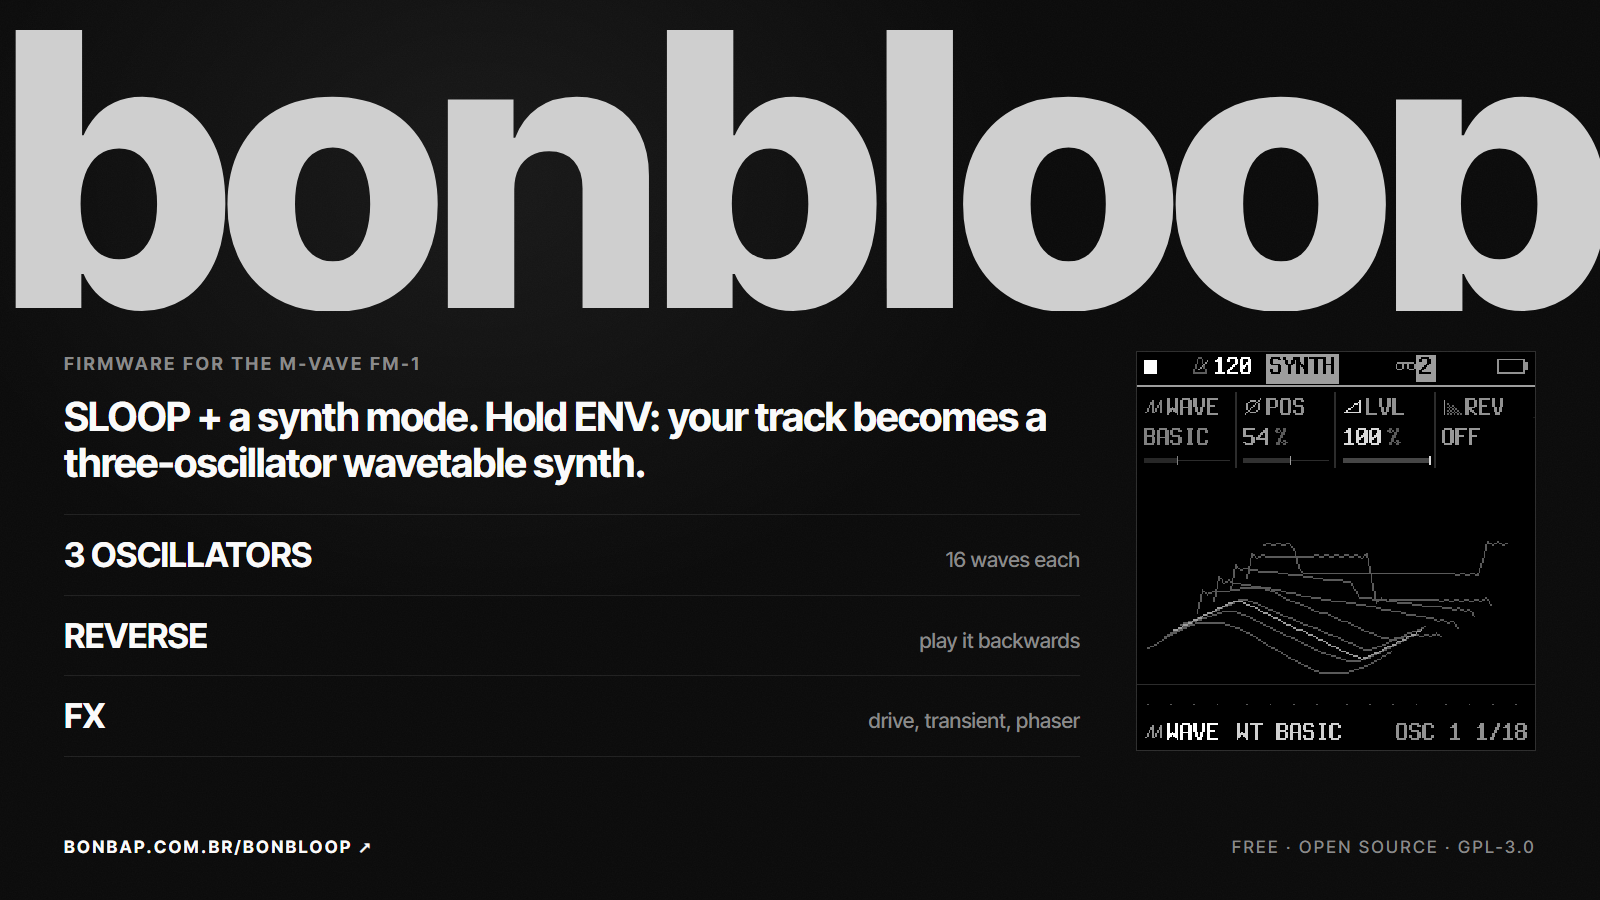 bonbloop
FIRMWARE FOR THE M-VAVE FM-1
SLOOP + a synth mode. Hold ENV: your track becomes a
three-oscillator wavetable synth.
3 OSCILLATORS
16 waves each
REVERSE
play it backwards
FX
drive, transient, phaser
120 SYNTH 2
WAVE POS LVL REV
BASIC 54% 100% OFF
WAVE WT BASIC OSC 1 1/18
BONBAP.COM.BR/BONBLOOP ↗
FREE · OPEN SOURCE · GPL-3.0